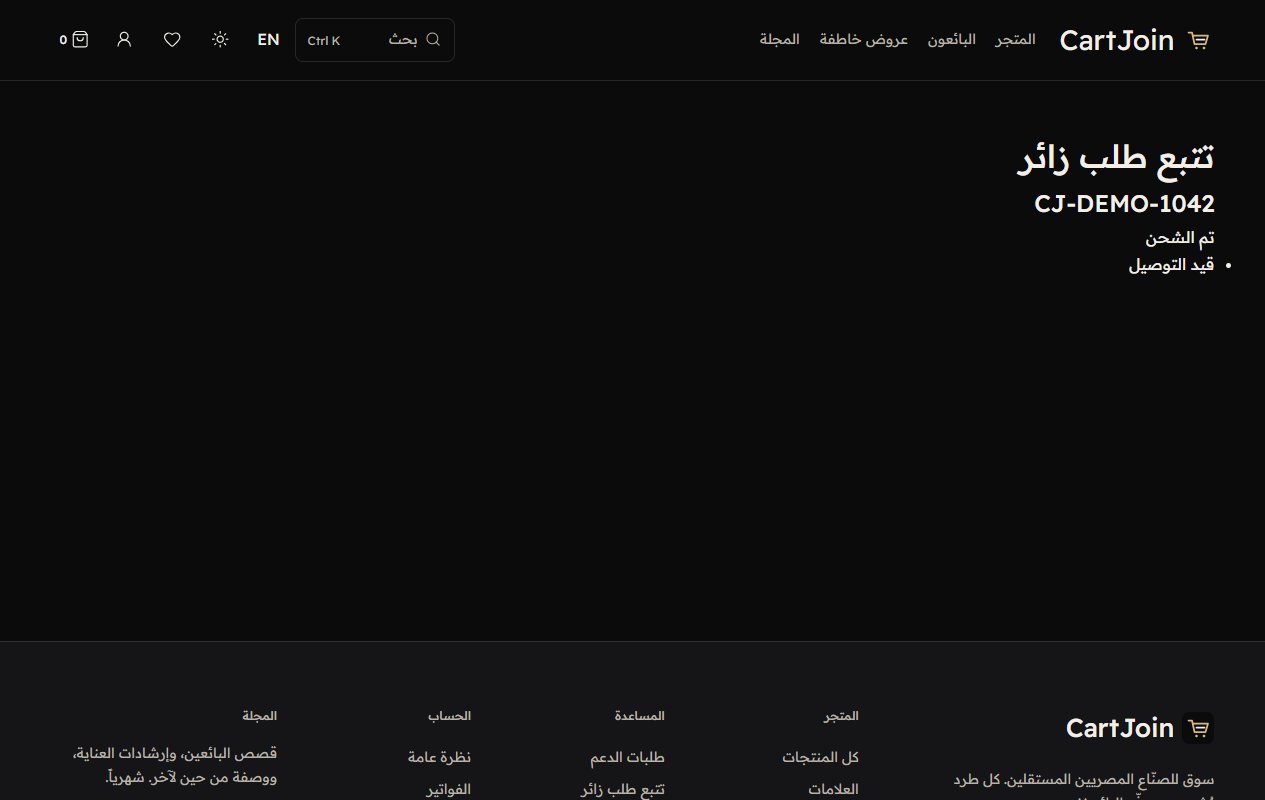 CartJoin
المتجر
البائعون
عروض خاطفة
المجلة
بحث
Ctrl K
EN
0
تتبع طلب زائر
CJ-DEMO-1042
تم الشحن
• قيد التوصيل
CartJoin
سوق للصنّاع المصريين المستقلين. كل طرد
المتجر
كل المنتجات
العلامات
المساعدة
طلبات الدعم
تتبع طلب زائر
الحساب
نظرة عامة
الفواتير
المجلة
قصص البائعين، وإرشادات العناية،
ووصفة من حين لآخر. شهرياً.